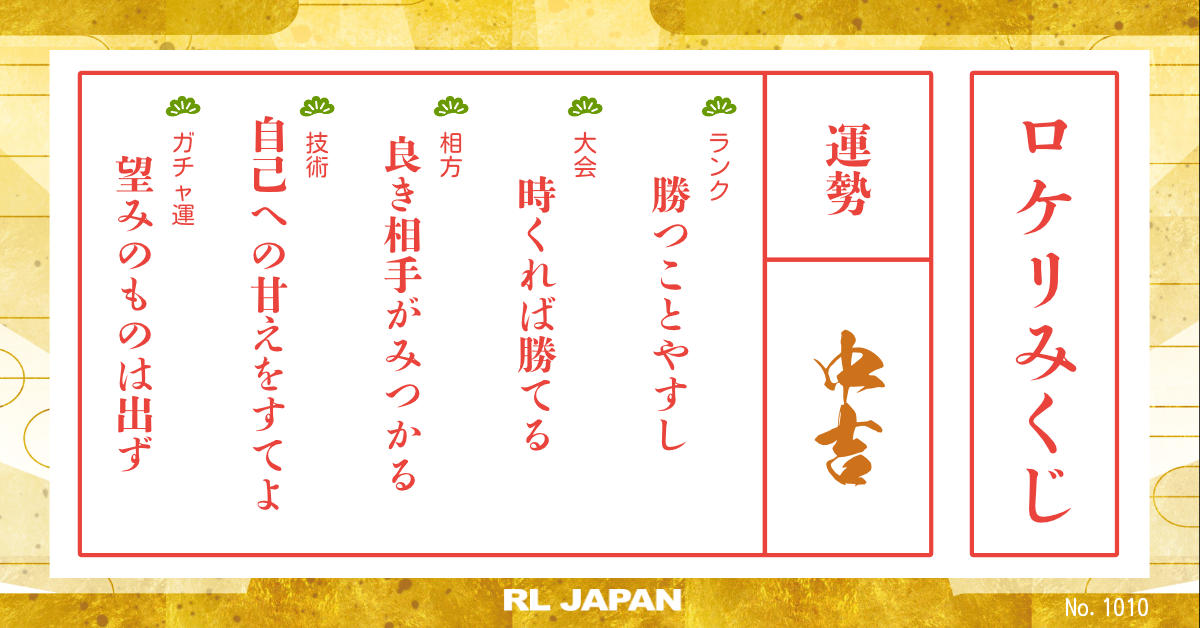 ロケリみくじ
運勢
中吉
ランク
勝つことやすし
大会
時くれば勝てる
相方
良き相手がみつかる
技術
自己への甘えをすてよ
ガチャ運
望みのものは出ず
RL JAPAN
No. 1010